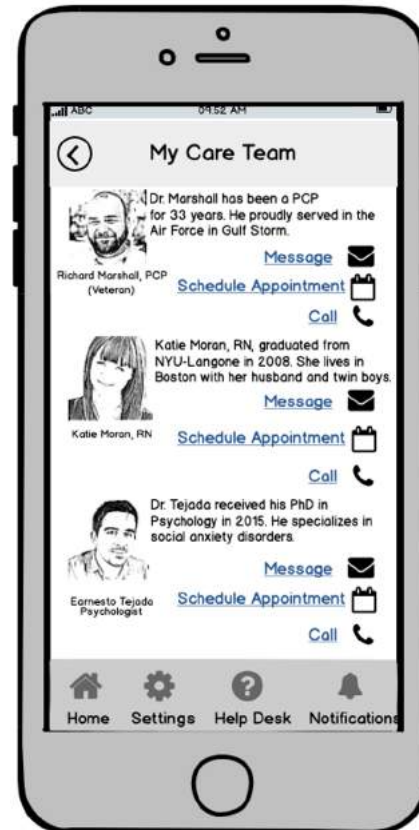 ABC
09:52 AM
My Care Team
Dr. Marshall has been a PCP
for 33 years. He proudly served in the
Air Force in Gulf Storm.
Richard Marshall, PCP
(Veteran)
Message
Schedule Appointment
Call
Katie Moran, RN, graduated from
NYU-Langone in 2008. She lives in
Boston with her husband and twin boys.
Katie Moran, RN
Message
Schedule Appointment
Call
Dr. Tejada received his PhD in
Psychology in 2015. He specializes in
social anxiety disorders.
Earnesto Tejada
Psychologist
Message
Schedule Appointment
Call
Home Settings Help Desk Notifications